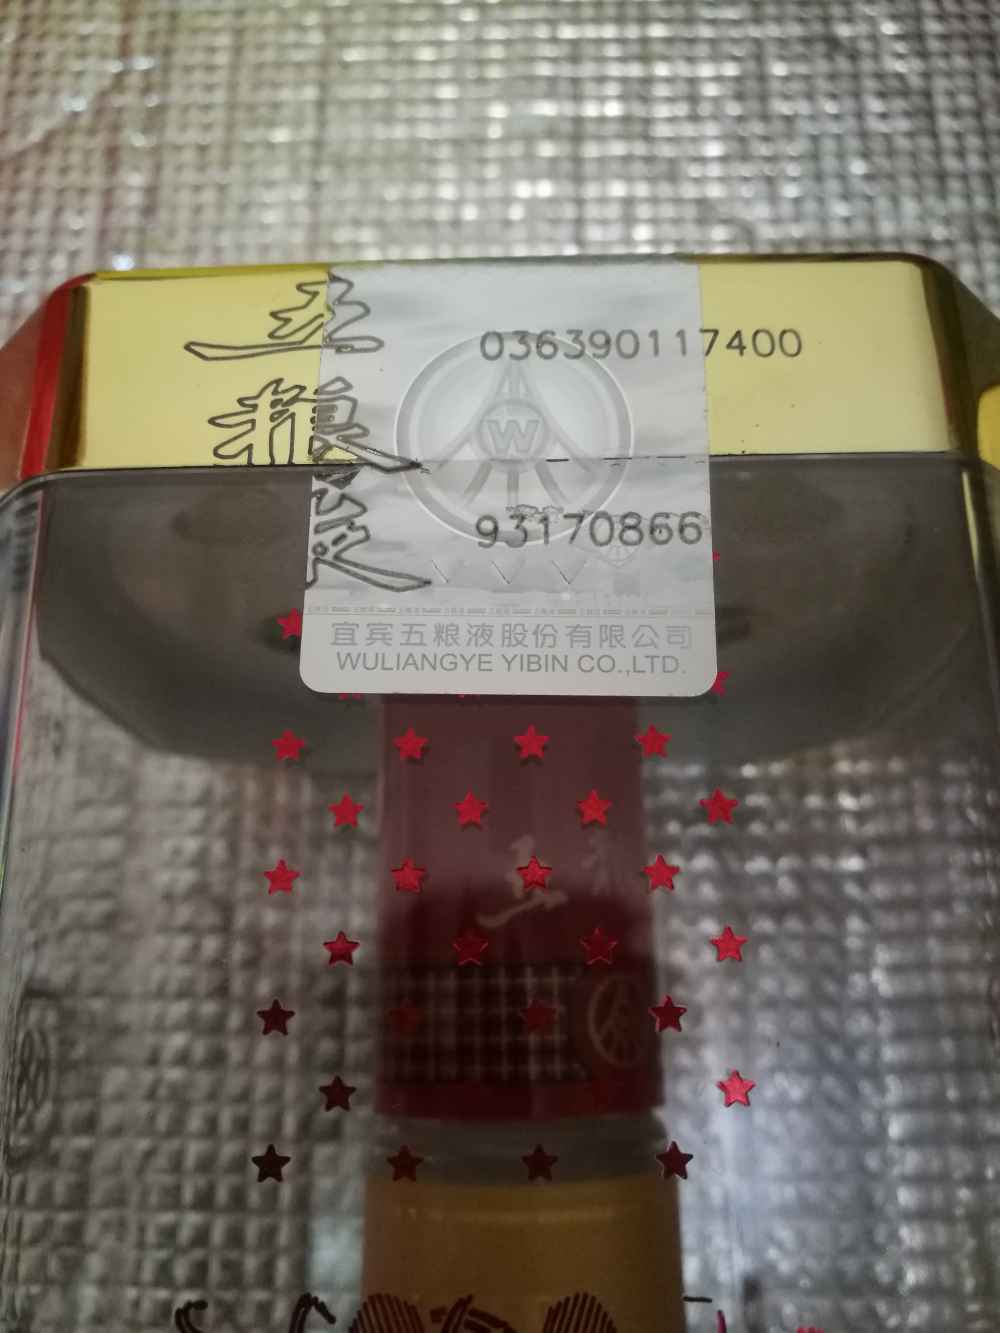 五粮液
036390117400
W
93170866
宜宾五粮液股份有限公司
WULIANGYE YIBIN CO.,LTD.
五